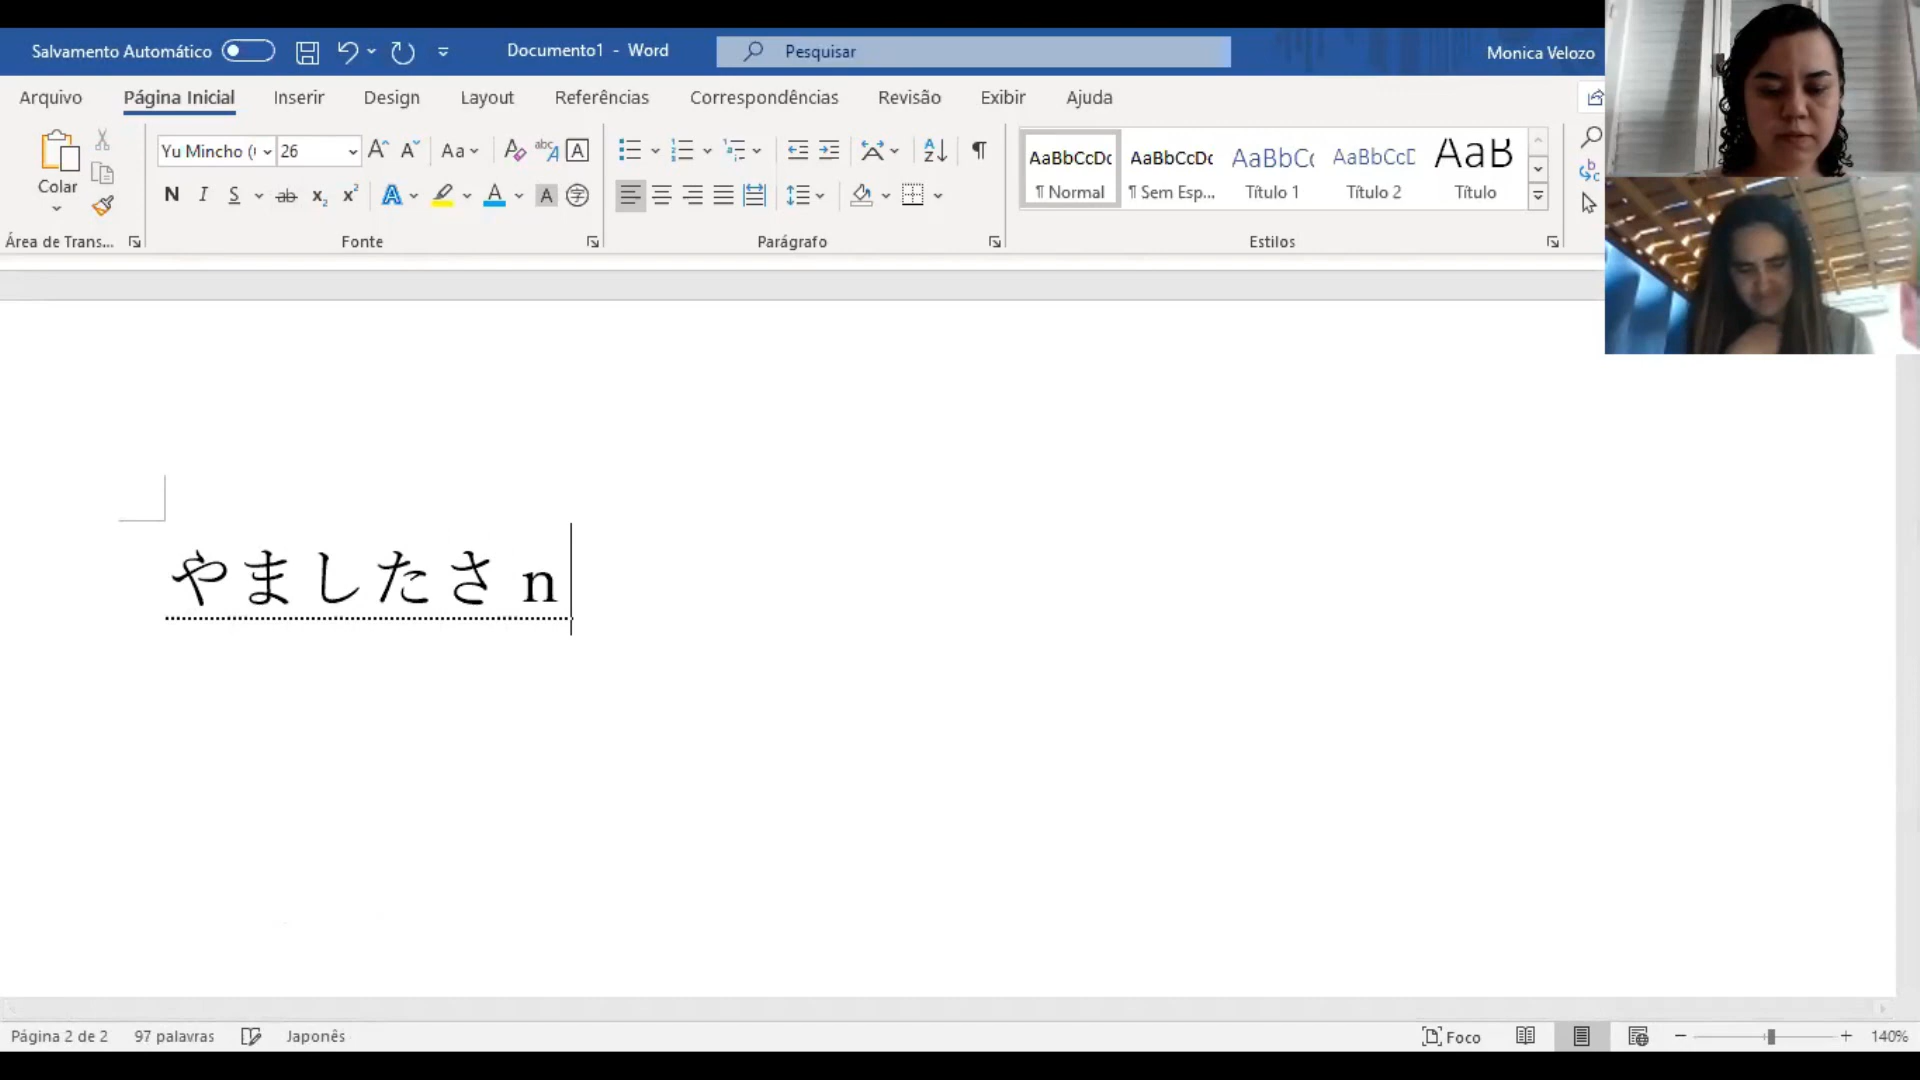 Salvamento Automático
Documento1 - Word
Pesquisar
Monica Velozo
Arquivo
Página Inicial
Inserir
Design
Layout
Referências
Correspondências
Revisão
Exibir
Ajuda
Colar
Yu Mincho (
26
Aa
N
I
S
ab
AaBbCcDc
¶ Normal
AaBbCcDc
¶ Sem Esp...
AaBbCc
Título 1
AaBbCcD
Título 2
AaB
Título
Área de Trans...
Fonte
Parágrafo
Estilos
やましたさn
Página 2 de 2
97 palavras
Japonês
Foco
140%